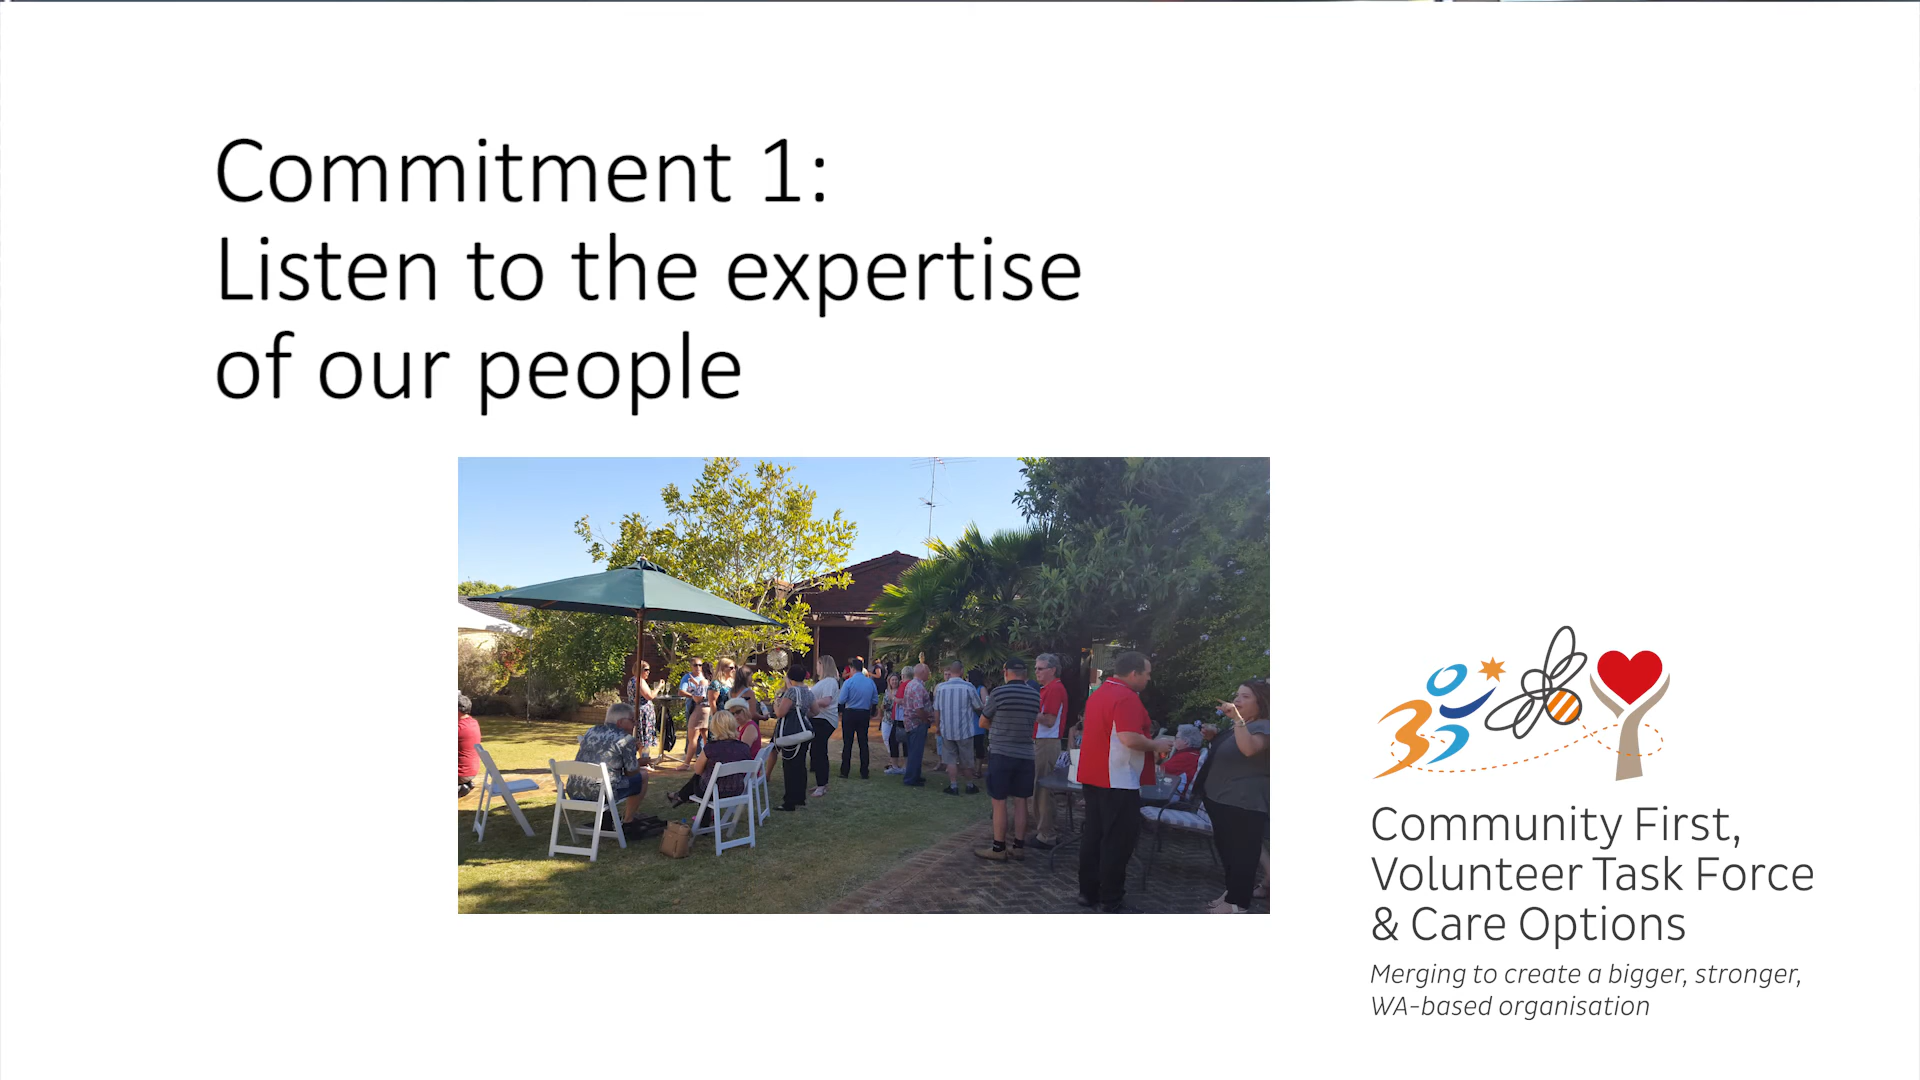 Commitment 1:
Listen to the expertise
of our people
Community First,
Volunteer Task Force
& Care Options
Merging to create a bigger, stronger,
WA-based organisation